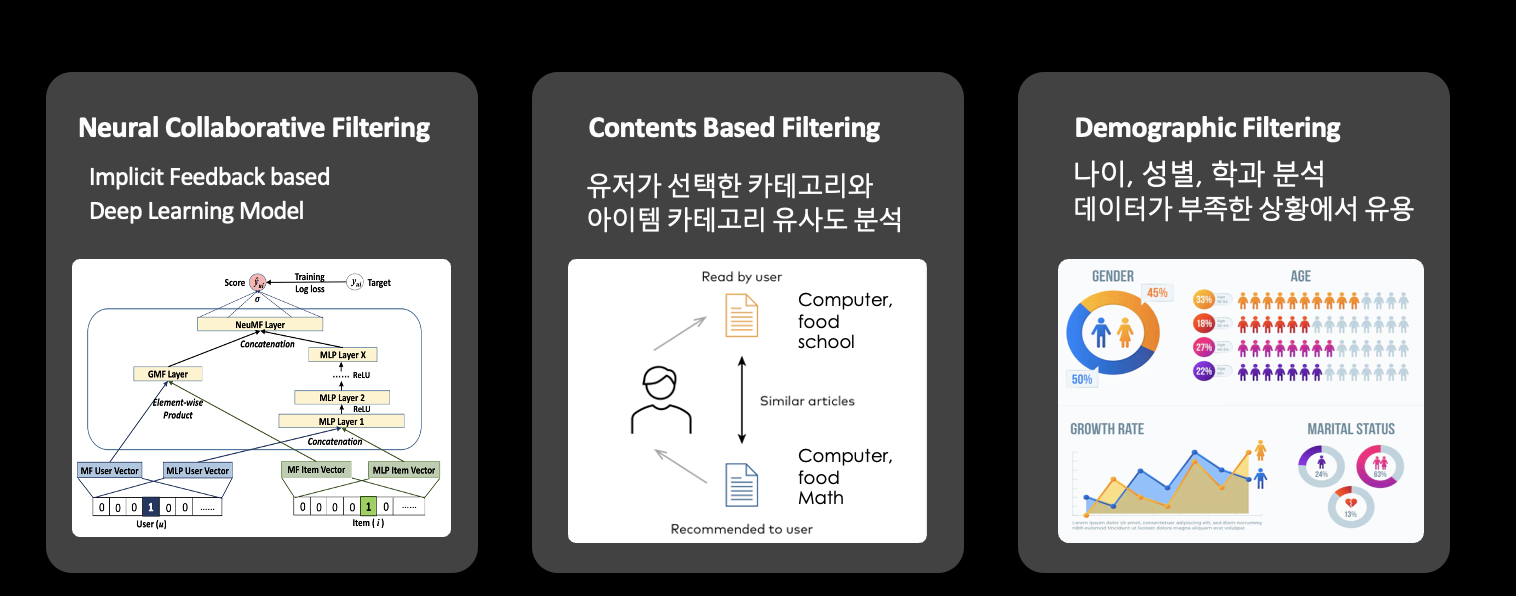 Neural Collaborative Filtering
Implicit Feedback based
Deep Learning Model
Score
ŷui
Training
Log loss
yui
Target
σ
NeuMF Layer
Concatenation
MLP Layer X
...... ReLU
GMF Layer
MLP Layer 2
Element-wise
Product
ReLU
MLP Layer 1
Concatenation
MF User Vector
MLP User Vector
MF Item Vector
MLP Item Vector
0 0 0 1 0 0 ......
0 0 0 0 1 0 ......
User (u)
Item ( i )
Contents Based Filtering
유저가 선택한 카테고리와
아이템 카테고리 유사도 분석
Read by user
Computer,
food
school
Similar articles
Computer,
food
Math
Recommended to user
Demographic Filtering
나이, 성별, 학과 분석
데이터가 부족한 상황에서 유용
GENDER
AGE
45%
50%
33%
18%
27%
22%
GROWTH RATE
MARITAL STATUS
24%
63%
13%